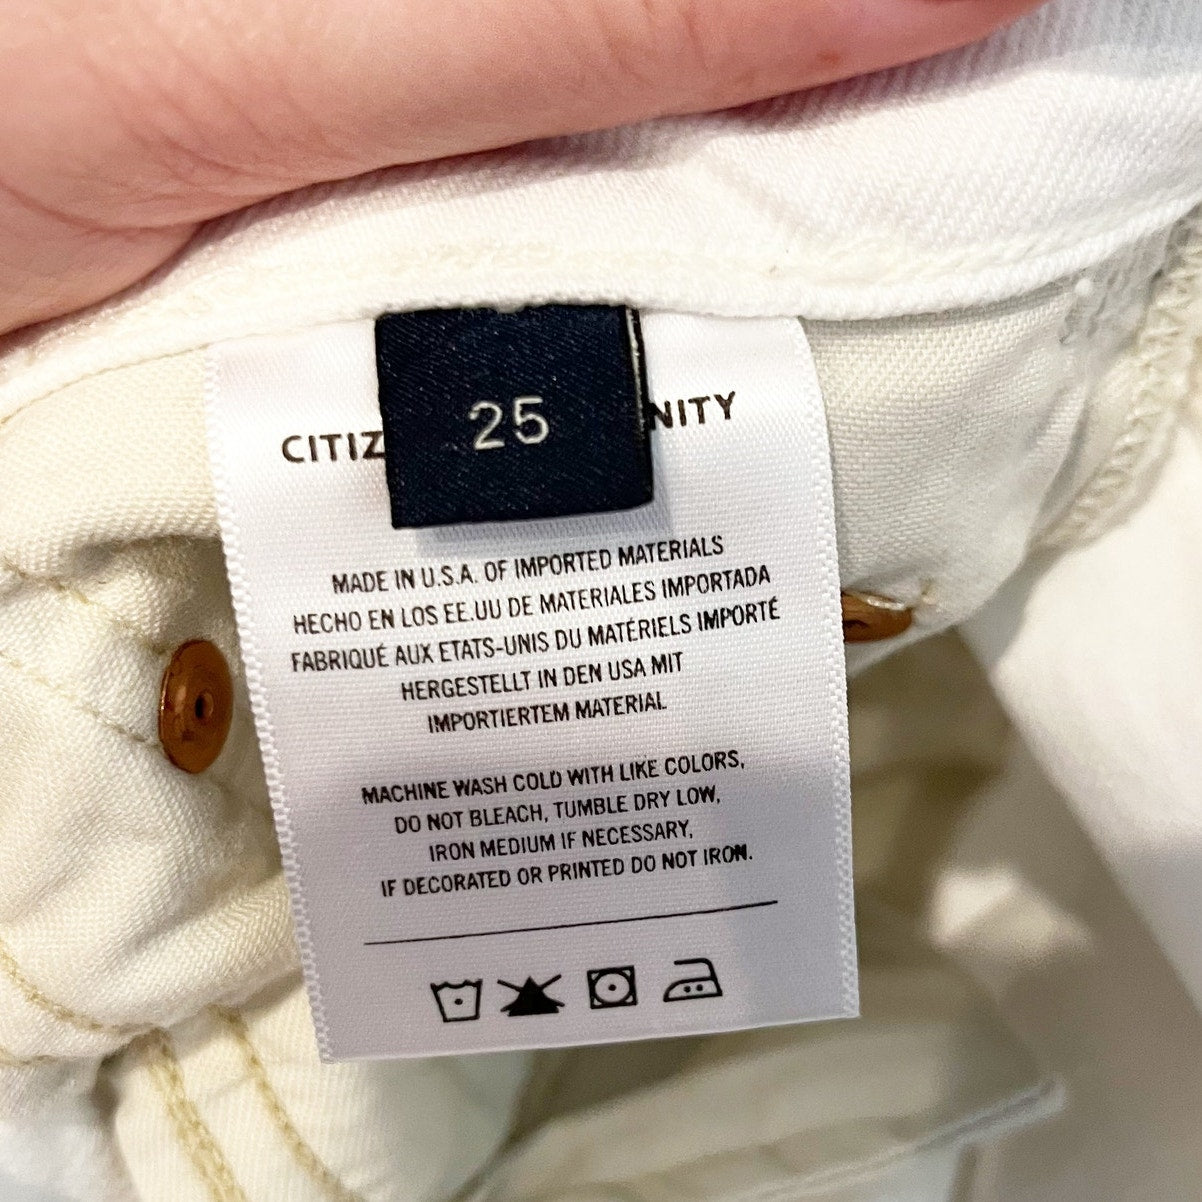 25
CITIZ NITY
MADE IN U.S.A. OF IMPORTED MATERIALS
HECHO EN LOS EE.UU DE MATERIALES IMPORTADA
FABRIQUÉ AUX ETATS-UNIS DU MATÉRIELS IMPORTÉ
HERGESTELLT IN DEN USA MIT
IMPORTIERTEM MATERIAL
MACHINE WASH COLD WITH LIKE COLORS,
DO NOT BLEACH, TUMBLE DRY LOW,
IRON MEDIUM IF NECESSARY,
IF DECORATED OR PRINTED DO NOT IRON.